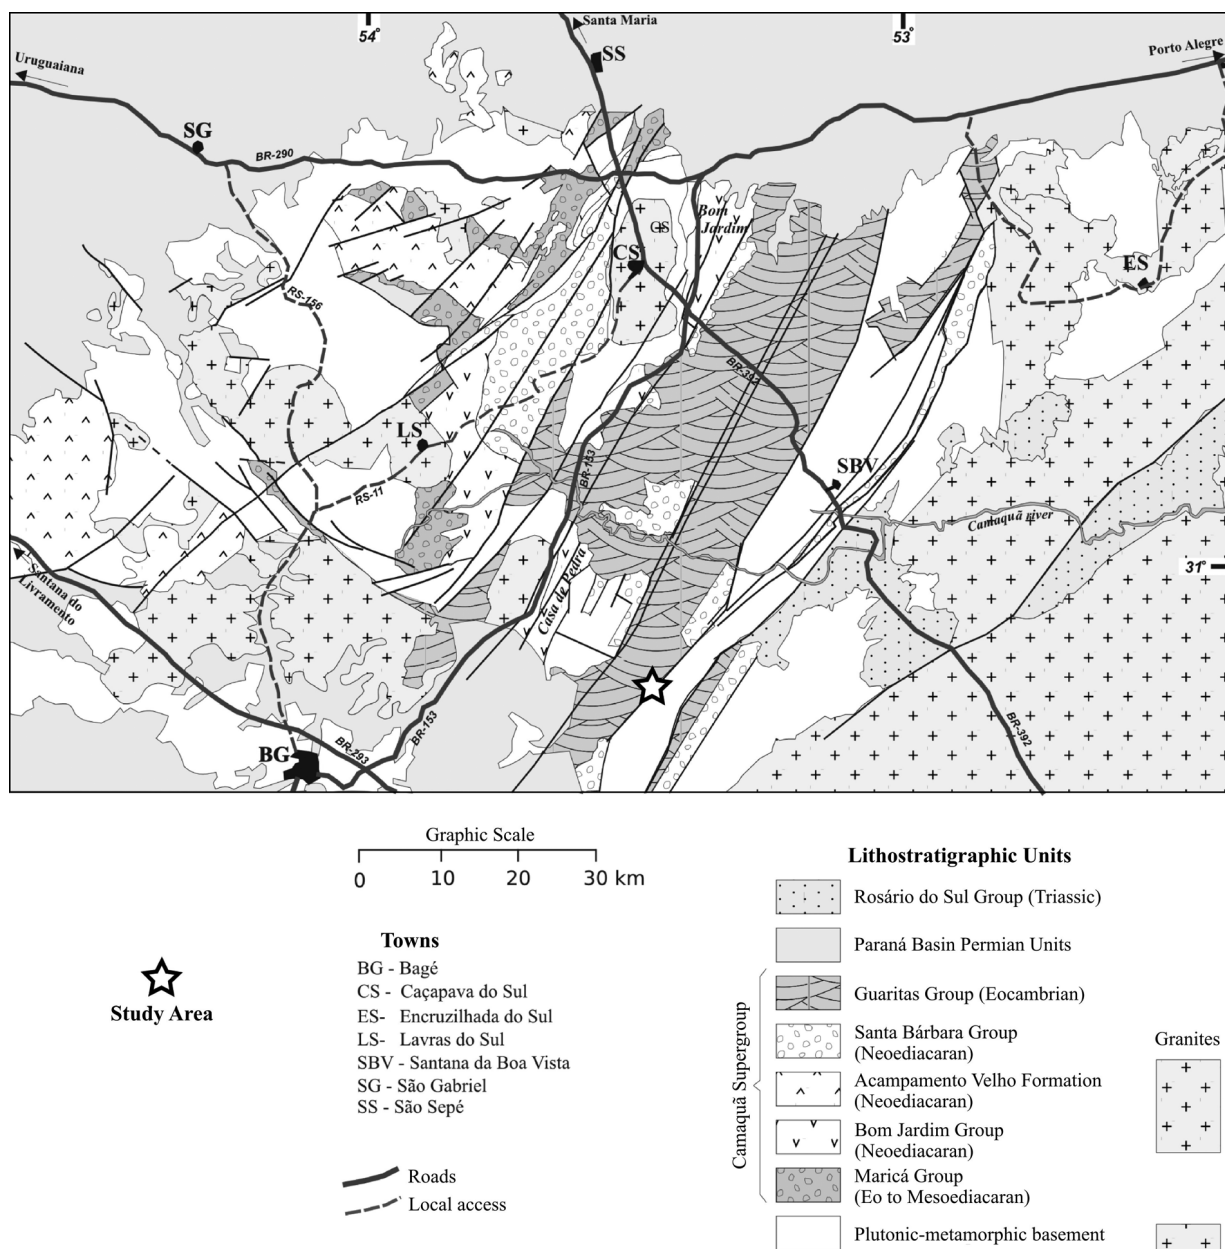 54°
53°
Santa Maria
SS
Uruguaiana
Porto Alegre
SG
BR-290
Bom
Jardim
CS
CS
ES
RS-156
BR-392
LS
BR-153
SBV
RS-11
Camaquã river
31°
Santana do
Livramento
Casa de Pedra
BR-153
BR-293
BG
BR-392
Graphic Scale
0 10 20 30 km
Towns
BG - Bagé
CS - Caçapava do Sul
ES- Encruzilhada do Sul
LS- Lavras do Sul
SBV - Santana da Boa Vista
SG - São Gabriel
SS - São Sepé
Study Area
Roads
Local access
Lithostratigraphic Units
Rosário do Sul Group (Triassic)
Paraná Basin Permian Units
Camaquã Supergroup
Guaritas Group (Eocambrian)
Santa Bárbara Group
(Neoediacaran)
Acampamento Velho Formation
(Neoediacaran)
Bom Jardim Group
(Neoediacaran)
Maricá Group
(Eo to Mesoediacaran)
Plutonic-metamorphic basement
Granites